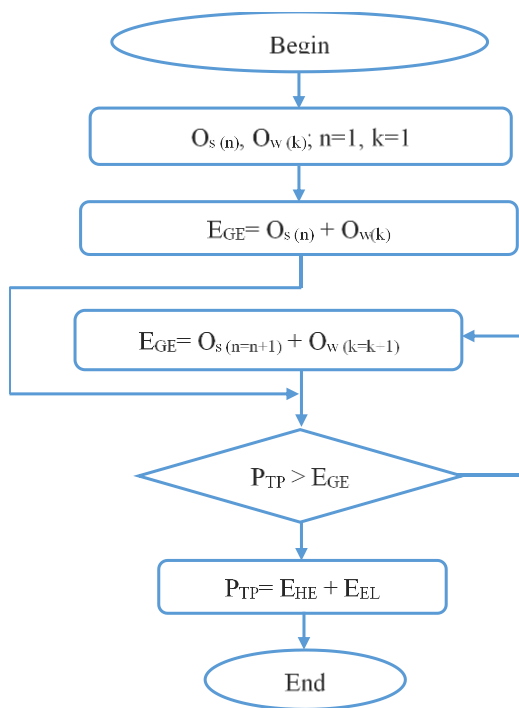 Begin
Os (n), Ow (k); n=1, k=1
EGE= Os (n) + Ow(k)
EGE= Os (n=n+1) + Ow (k=k+1)
PTP > EGE
PTP= EHE + EEL
End